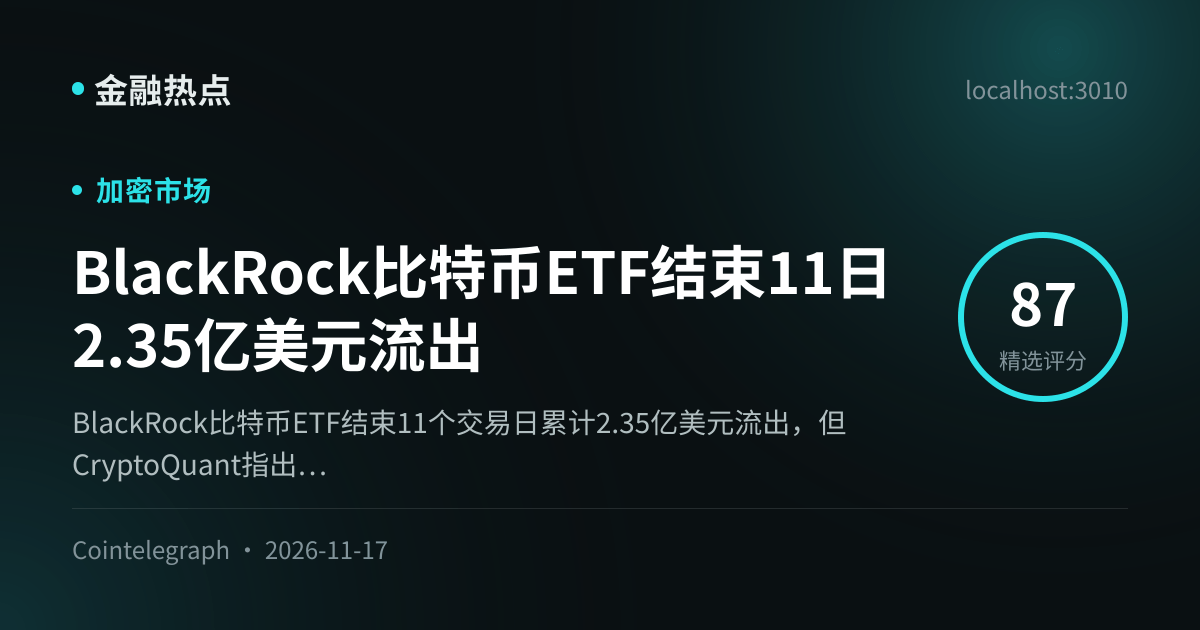 金融热点
localhost:3010
加密市场
BlackRock比特币ETF结束11日
2.35亿美元流出
87
精选评分
BlackRock比特币ETF结束11个交易日累计2.35亿美元流出，但
CryptoQuant指出…
Cointelegraph · 2026-11-17